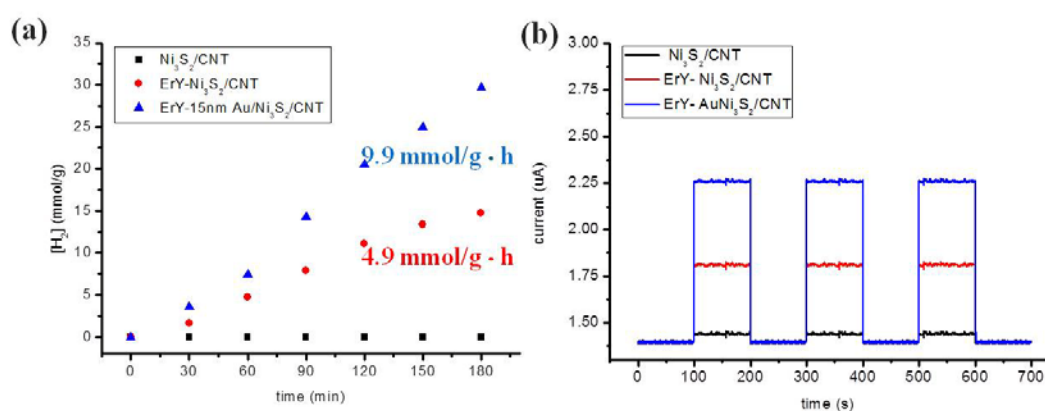 (a)
Ni₃S₂/CNT
ErY-Ni₃S₂/CNT
ErY-15nm Au/Ni₃S₂/CNT
9.9 mmol/g · h
4.9 mmol/g · h
[H₂] (mmol/g)
35
30
25
20
15
10
5
0
0 30 60 90 120 150 180
time (min)
(b)
Ni₃S₂/CNT
ErY- Ni₃S₂/CNT
ErY- AuNi₃S₂/CNT
current (uA)
3.00
2.75
2.50
2.25
2.00
1.75
1.50
0 100 200 300 400 500 600 700
time (s)